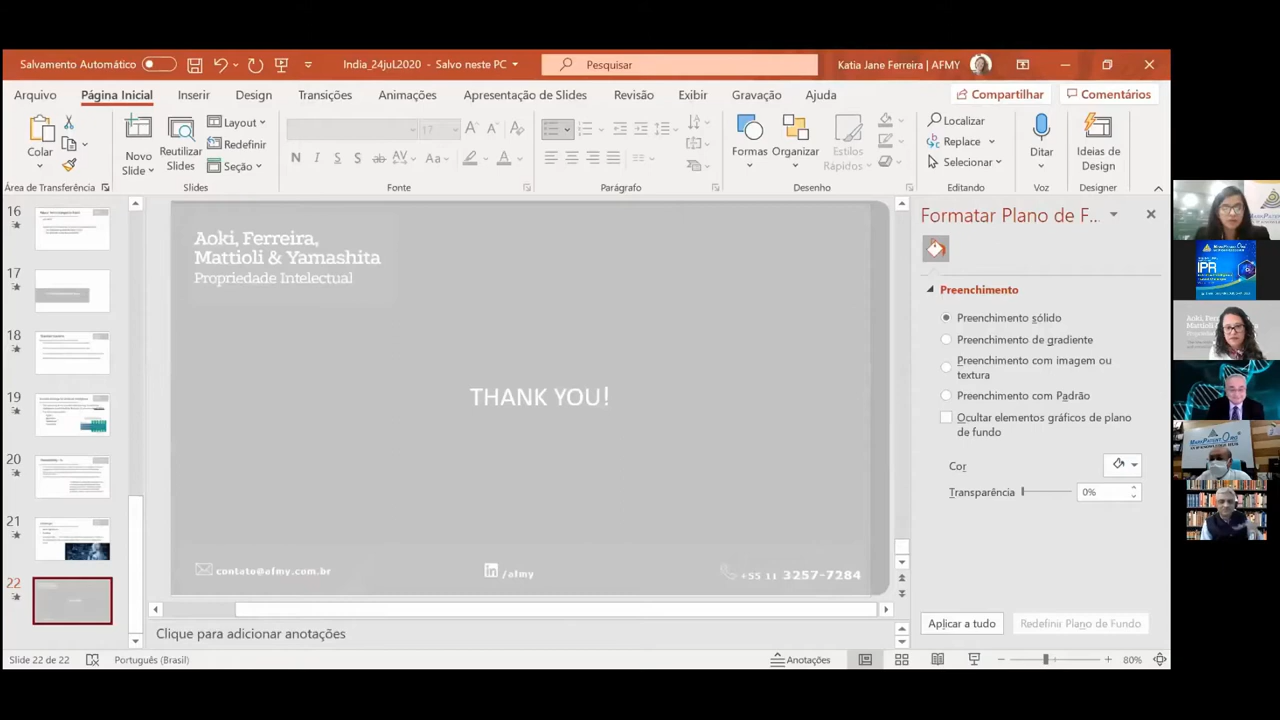 Salvamento Automático
India_24jul2020 - Salvo neste PC
Pesquisar
Katia Jane Ferreira | AFMY
Arquivo
Página Inicial
Inserir
Design
Transições
Animações
Apresentação de Slides
Revisão
Exibir
Gravação
Ajuda
Compartilhar
Comentários
Colar
Novo
Slide
Reutilizar
Slides
Layout
Redefinir
Seção
17
N I S S ab AV Aa A
Formas
Organizar
Estilos
Rápidos
Localizar
Replace
Selecionar
Ditar
Ideias de
Design
Área de Transferência
Slides
Fonte
Parágrafo
Desenho
Editando
Voz
Designer
16
17
18
19
20
21
22
Aoki, Ferreira,
Mattioli & Yamashita
Propriedade Intelectual
THANK YOU!
contato@afmy.com.br
in /afmy
+55 11 3257-7284
Clique para adicionar anotações
Formatar Plano de F...
Preenchimento
Preenchimento sólido
Preenchimento de gradiente
Preenchimento com imagem ou
textura
Preenchimento com Padrão
Ocultar elementos gráficos de plano
de fundo
Cor
Transparência
0%
Aplicar a tudo
Redefinir Plano de Fundo
Slide 22 de 22
Português (Brasil)
Anotações
80%
IPR